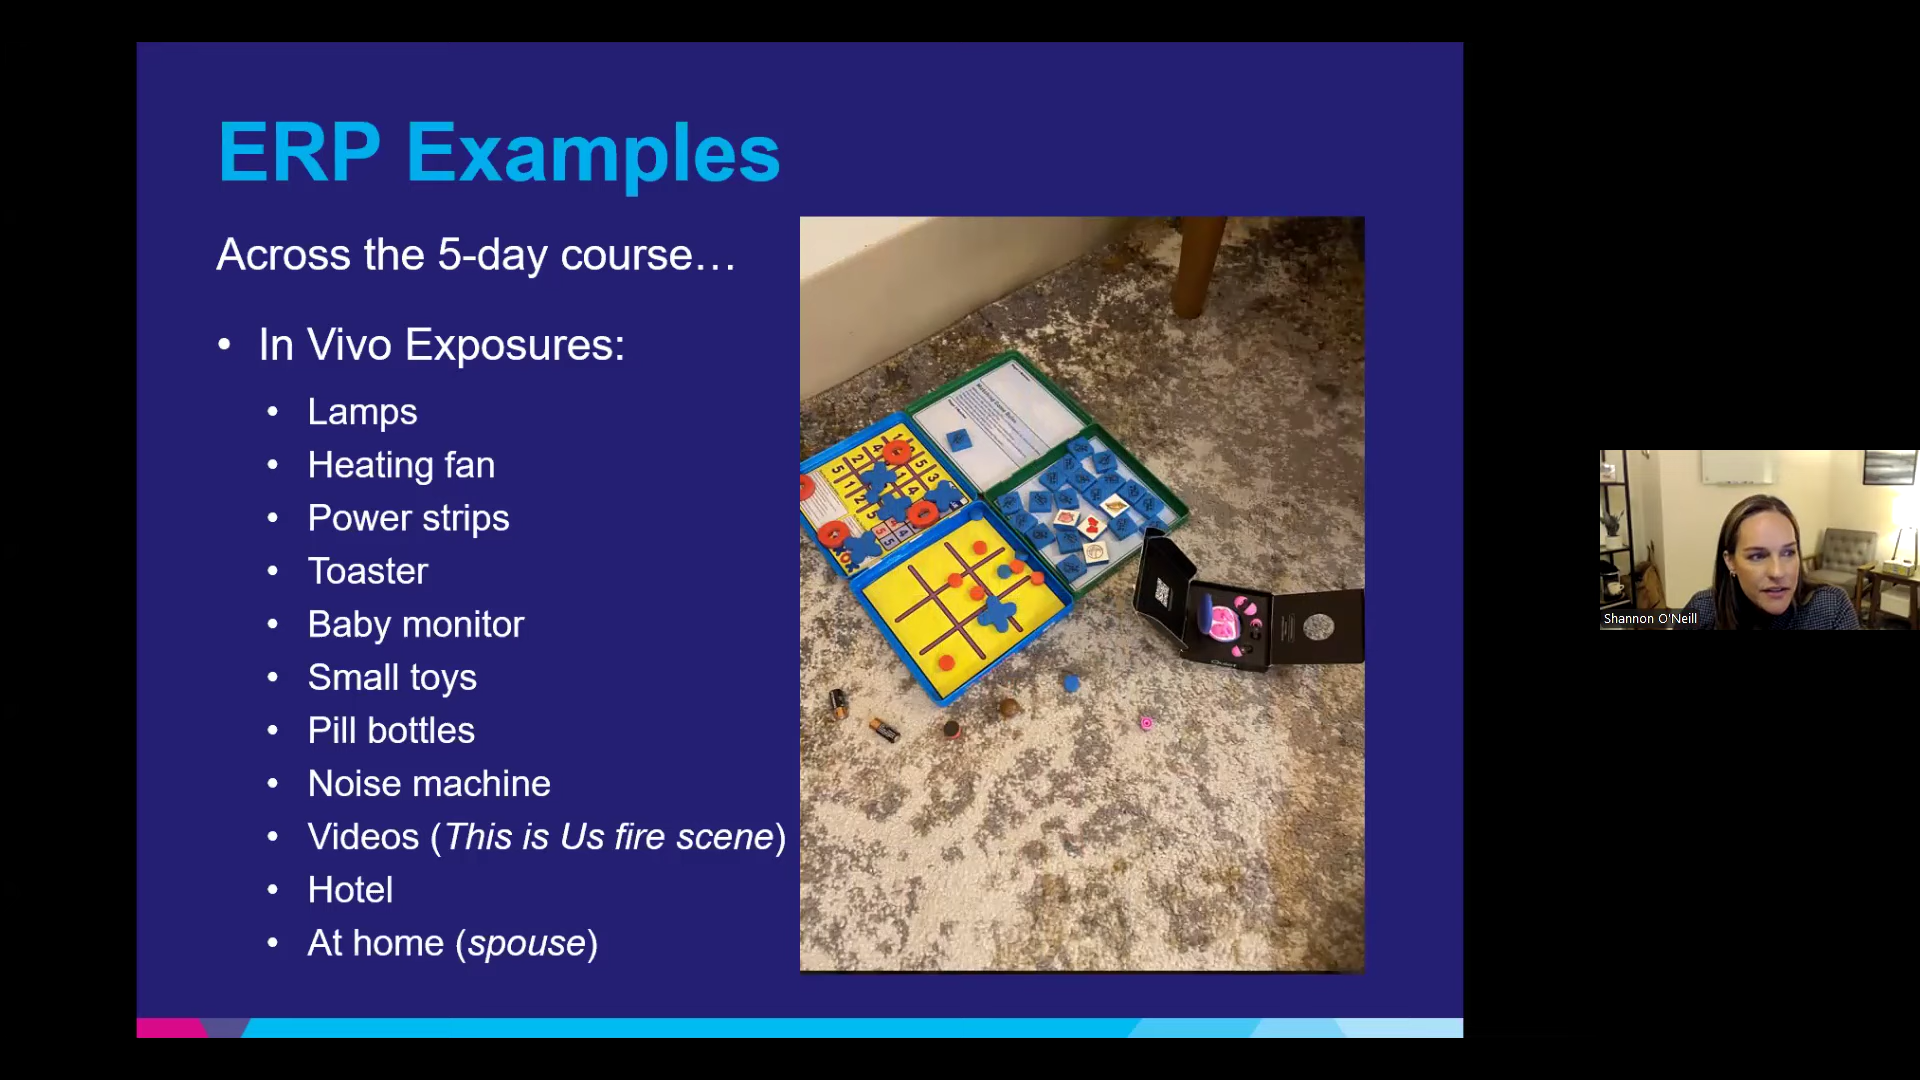 ERP Examples
Across the 5-day course…
• In Vivo Exposures:
• Lamps
• Heating fan
• Power strips
• Toaster
• Baby monitor
• Small toys
• Pill bottles
• Noise machine
• Videos (This is Us fire scene)
• Hotel
• At home (spouse)
Shannon O'Neill